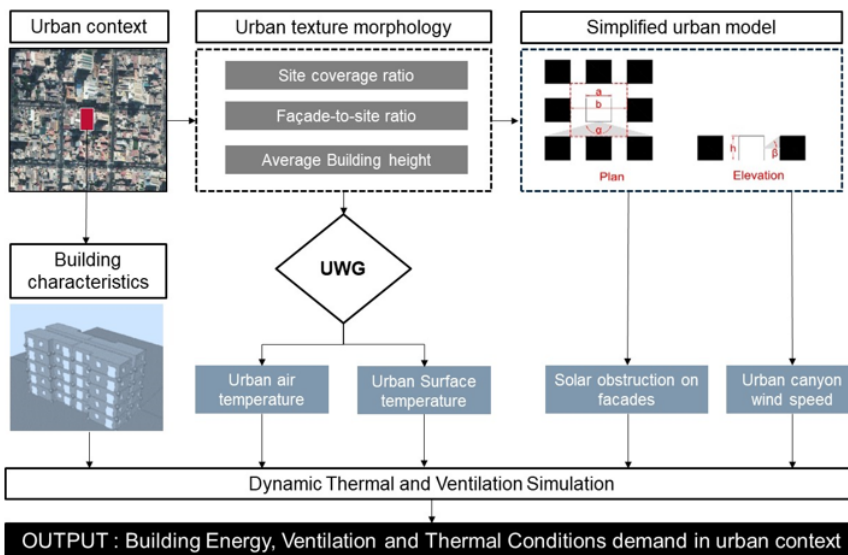 Urban context
Urban texture morphology
Simplified urban model
Site coverage ratio
Façade-to-site ratio
Average Building height
a
b
α
h
β
Plan
Elevation
Building
characteristics
UWG
Urban air
temperature
Urban Surface
temperature
Solar obstruction on
facades
Urban canyon
wind speed
Dynamic Thermal and Ventilation Simulation
OUTPUT : Building Energy, Ventilation and Thermal Conditions demand in urban context